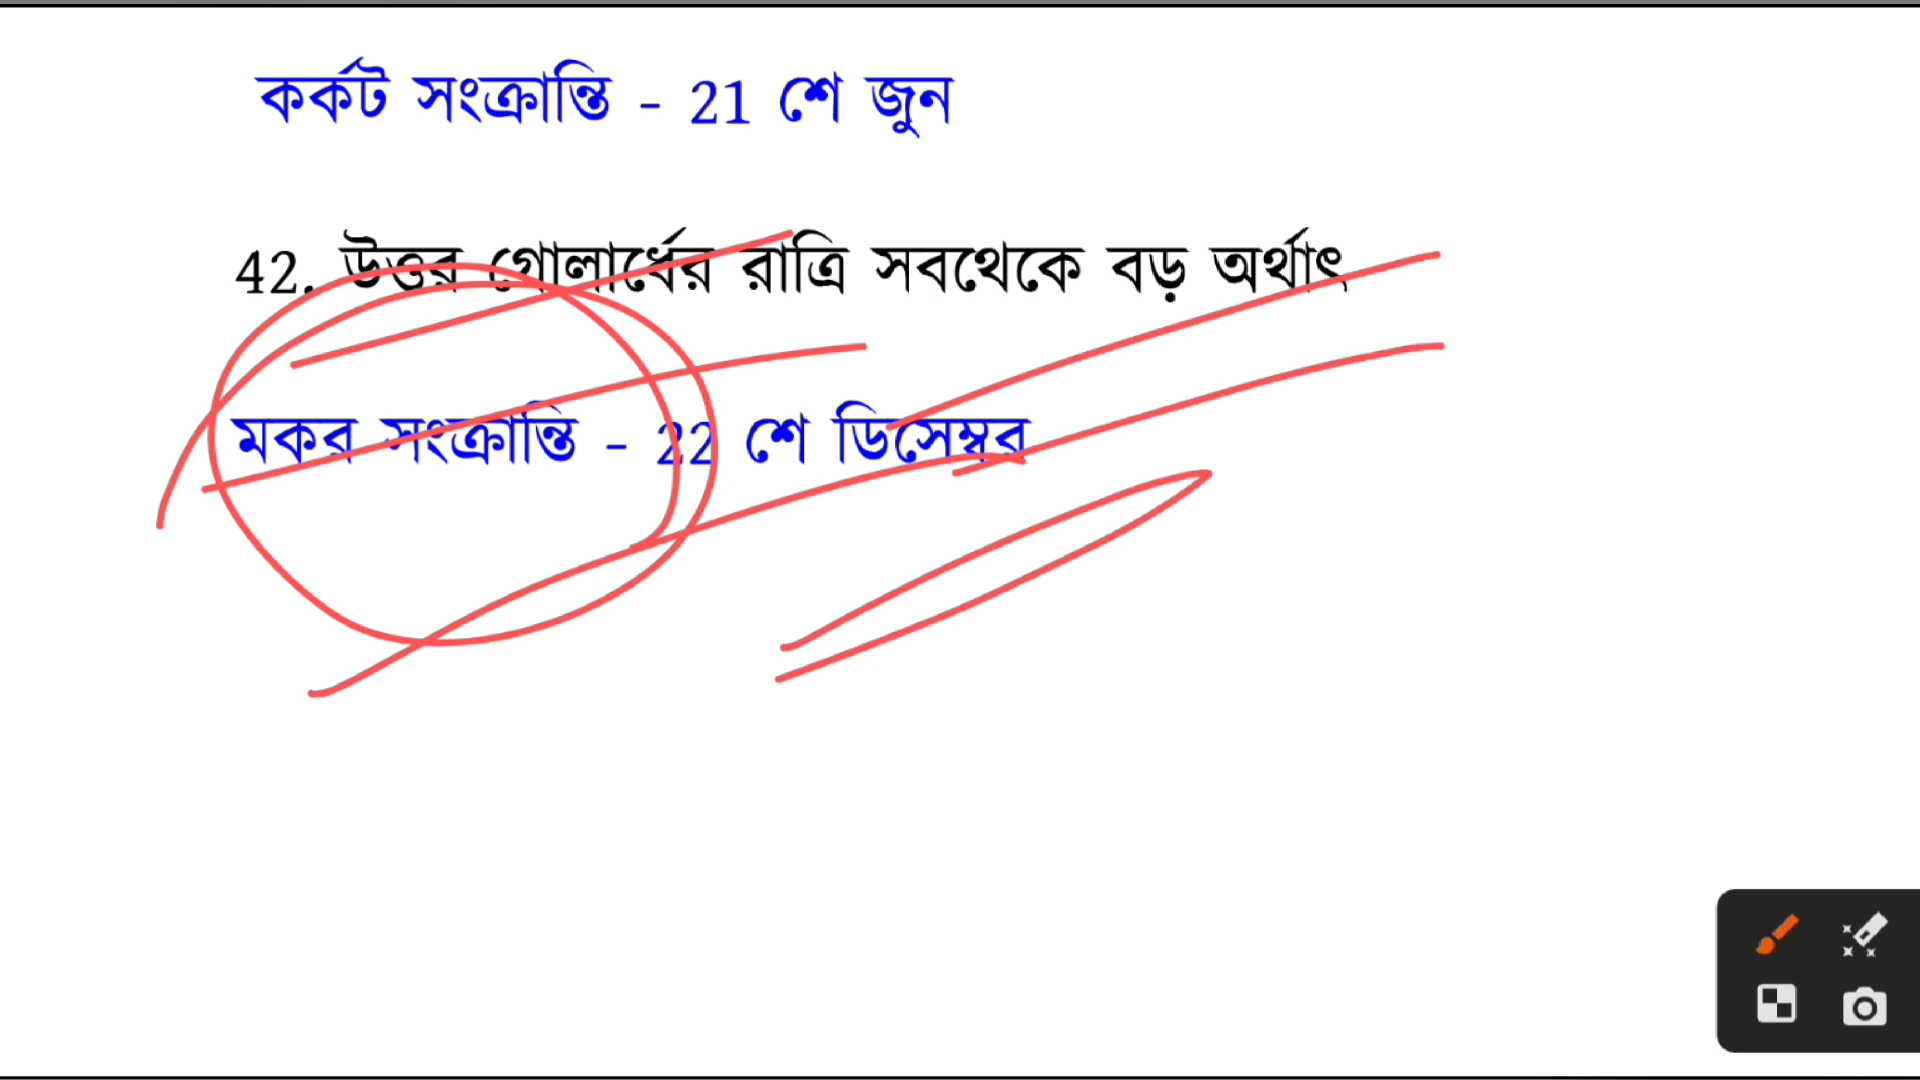 কর্কট সংক্রান্তি - 21 শে জুন
42. উত্তর গোলার্ধের রাত্রি সবথেকে বড় অর্থাৎ
মকর সংক্রান্তি - 22 শে ডিসেম্বর